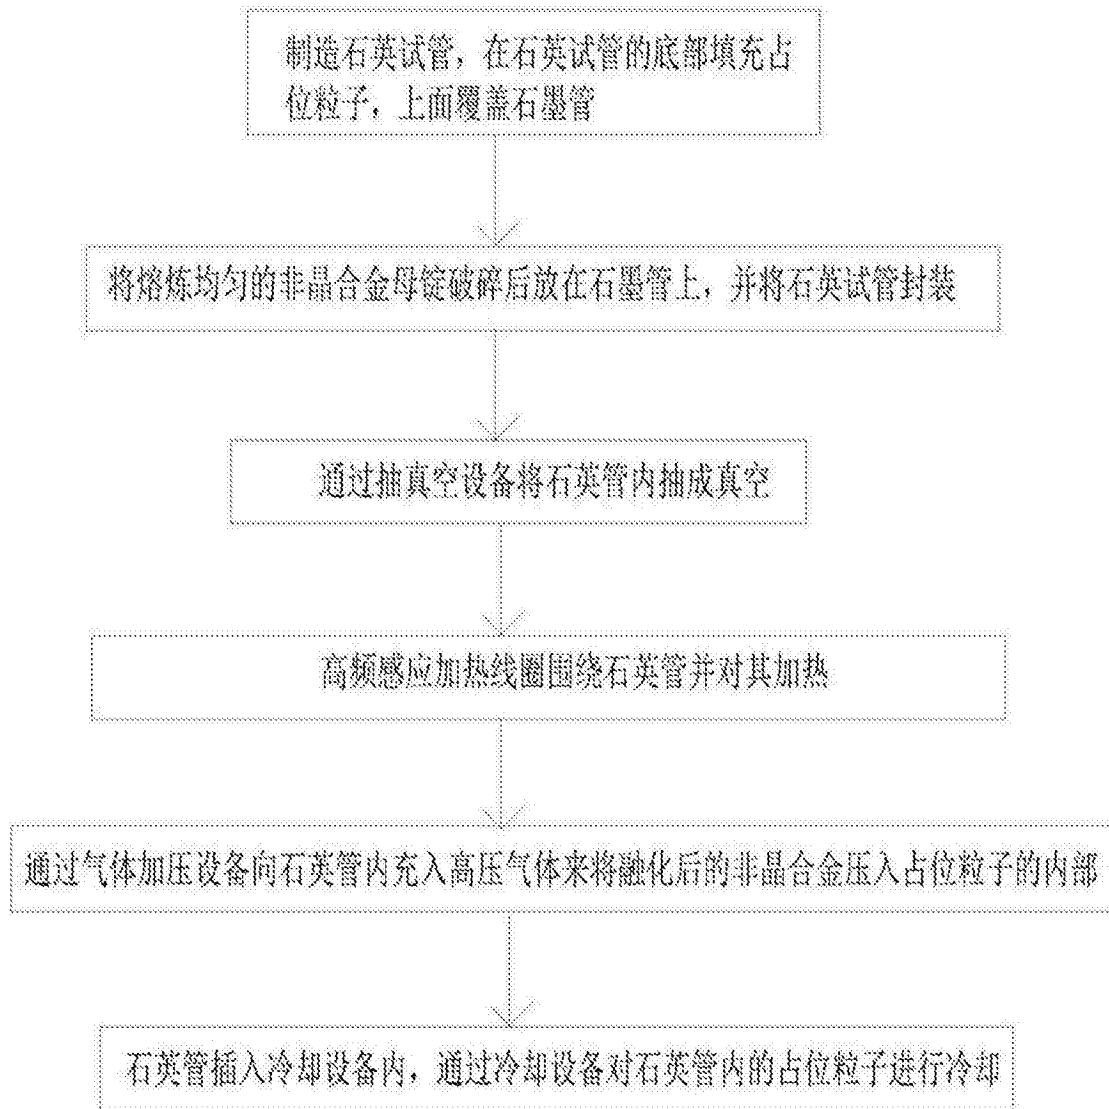 制造石英试管，在石英试管的底部填充占
位粒子，上面覆盖石墨管
将熔炼均匀的非晶合金母锭破碎后放在石墨管上，并将石英试管封装
通过抽真空设备将石英管内抽成真空
高频感应加热线圈围绕石英管并对其加热
通过气体加压设备向石英管内充入高压气体来将融化后的非晶合金压入占位粒子的内部
石英管插入冷却设备内，通过冷却设备对石英管内的占位粒子进行冷却